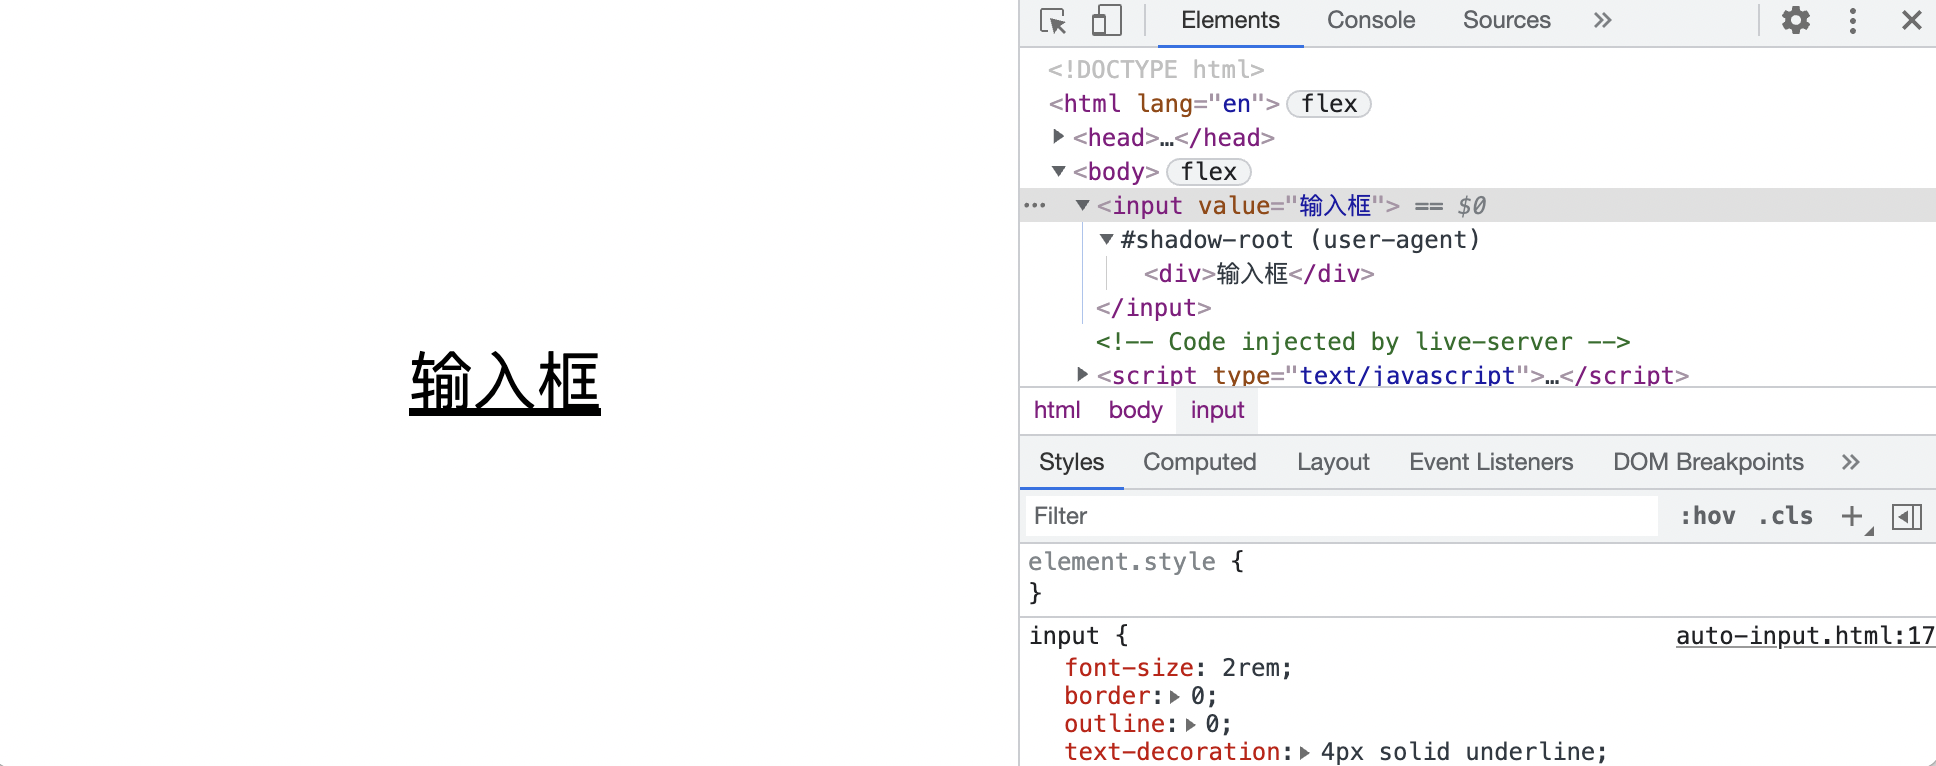 输入框
Elements Console Sources »
<!DOCTYPE html>
<html lang="en"> flex
<head>…</head>
<body> flex
… <input value="输入框"> == $0
#shadow-root (user-agent)
<div>输入框</div>
</input>
<!-- Code injected by live-server -->
<script type="text/javascript">…</script>
html body input
Styles Computed Layout Event Listeners DOM Breakpoints »
Filter :hov .cls +
element.style {
}
input { auto-input.html:17
font-size: 2rem;
border: 0;
outline: 0;
text-decoration: 4px solid underline;